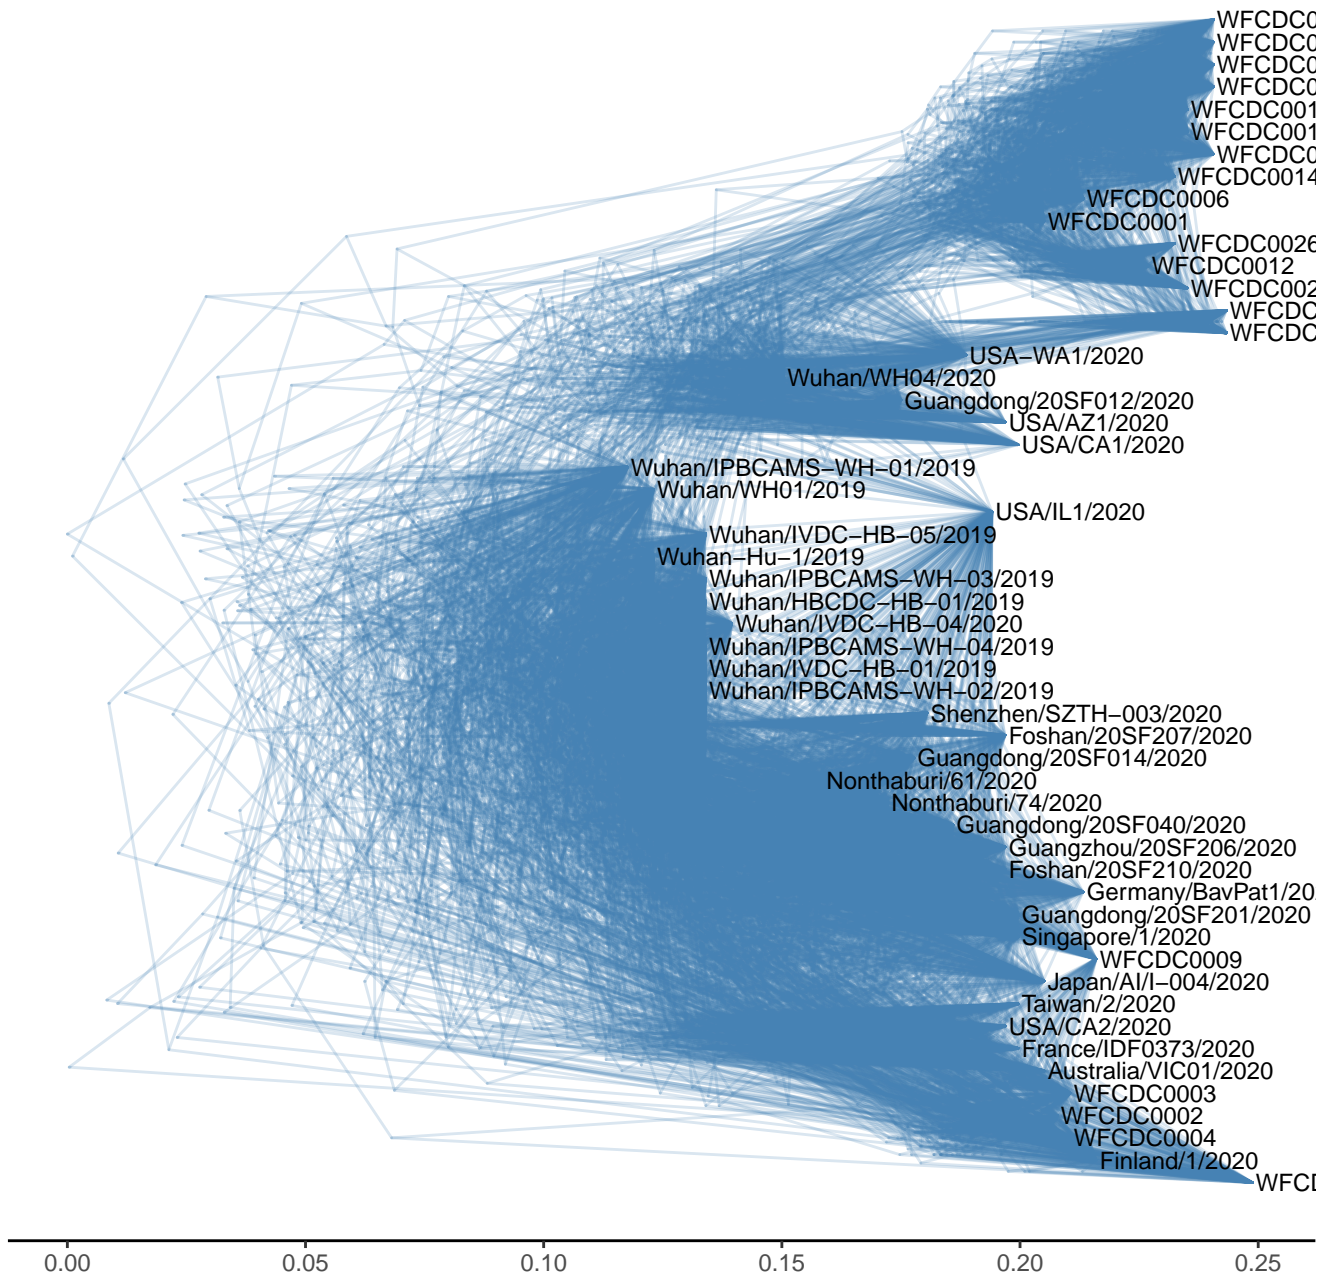 WFCDC0
WFCDC0
WFCDC0
WFCDC0
WFCDC001
WFCDC001
WFCDC0
WFCDC0014
WFCDC0006
WFCDC0001
WFCDC0026
WFCDC0012
WFCDC002
WFCDC
WFCDC
USA−WA1/2020
Wuhan/WH04/2020
Guangdong/20SF012/2020
USA/AZ1/2020
USA/CA1/2020
Wuhan/IPBCAMS−WH−01/2019
Wuhan/WH01/2019
USA/IL1/2020
Wuhan/IVDC−HB−05/2019
Wuhan−Hu−1/2019
Wuhan/IPBCAMS−WH−03/2019
Wuhan/HBCDC−HB−01/2019
Wuhan/IVDC−HB−04/2020
Wuhan/IPBCAMS−WH−04/2019
Wuhan/IVDC−HB−01/2019
Wuhan/IPBCAMS−WH−02/2019
Shenzhen/SZTH−003/2020
Foshan/20SF207/2020
Guangdong/20SF014/2020
Nonthaburi/61/2020
Nonthaburi/74/2020
Guangdong/20SF040/2020
Guangzhou/20SF206/2020
Foshan/20SF210/2020
Germany/BavPat1/20
Guangdong/20SF201/2020
Singapore/1/2020
WFCDC0009
Japan/AI/I−004/2020
Taiwan/2/2020
USA/CA2/2020
France/IDF0373/2020
Australia/VIC01/2020
WFCDC0003
WFCDC0002
WFCDC0004
Finland/1/2020
WFCD
0.00 0.05 0.10 0.15 0.20 0.25